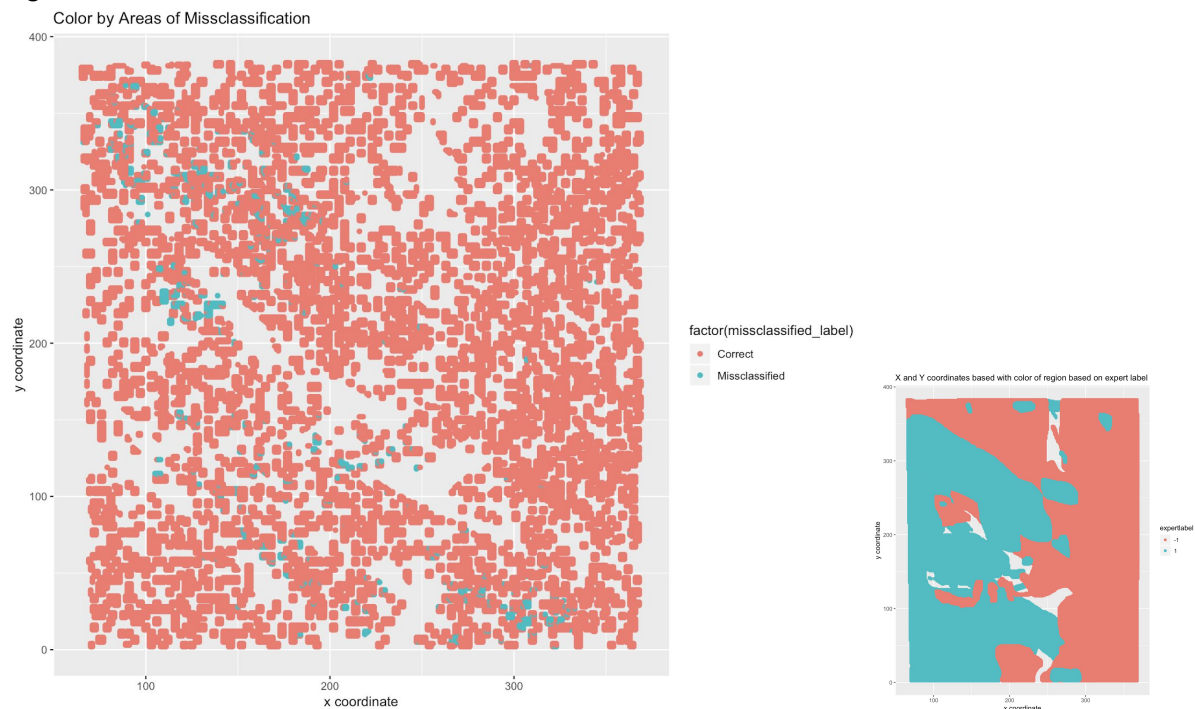 Color by Areas of Missclassification
400
300
200
100
0
y coordinate
100
200
300
x coordinate
factor(missclassified_label)
Correct
Missclassified
X and Y coordinates based with color of region based on expert label
400
300
200
100
0
y coordinate
100
200
300
x coordinate
expertlabel
-1
1